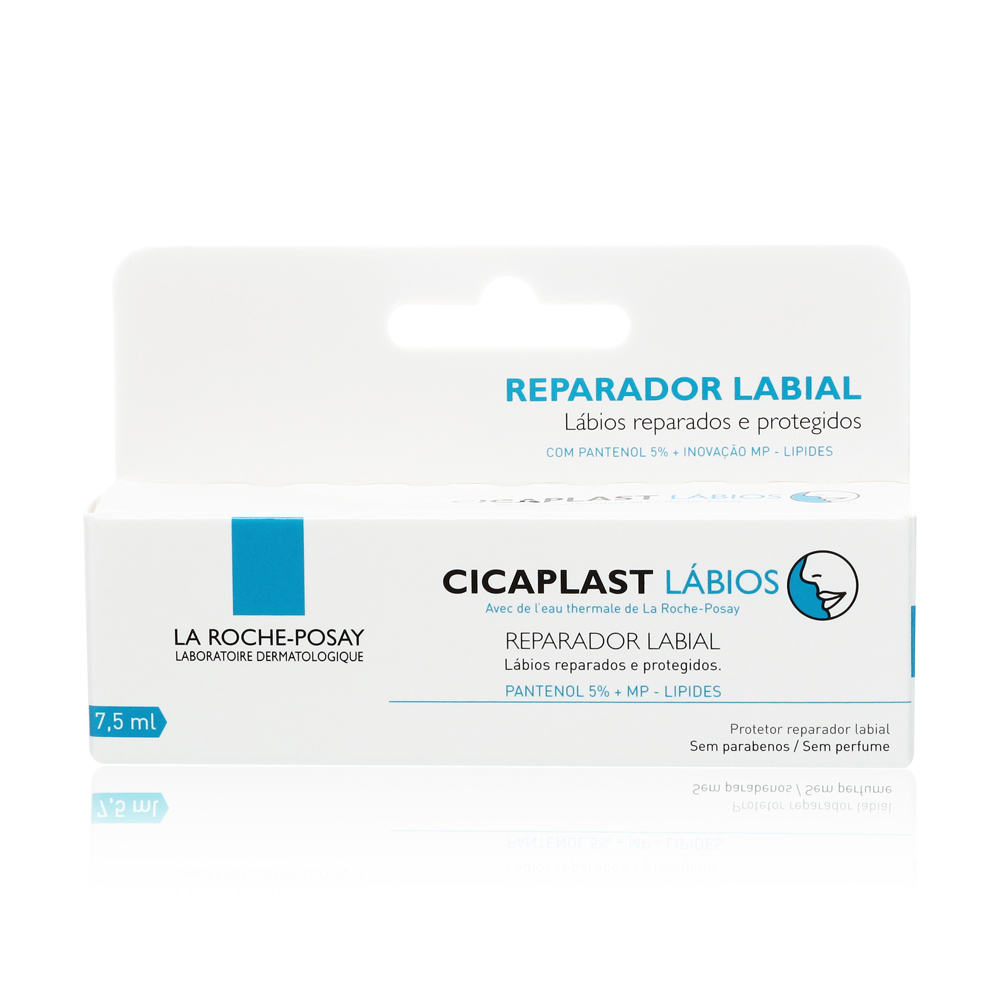 REPARADOR LABIAL
Lábios reparados e protegidos
COM PANTENOL 5% + INOVAÇÃO MP - LIPIDES
CICAPLAST LÁBIOS
LA ROCHE-POSAY
LABORATOIRE DERMATOLOGIQUE
CICAPLAST LÁBIOS
Avec de l'eau thermale de La Roche-Posay
REPARADOR LABIAL
Lábios reparados e protegidos.
PANTENOL 5% + MP - LIPIDES
7,5 ml
Protetor reparador labial
Sem parabenos / Sem perfume